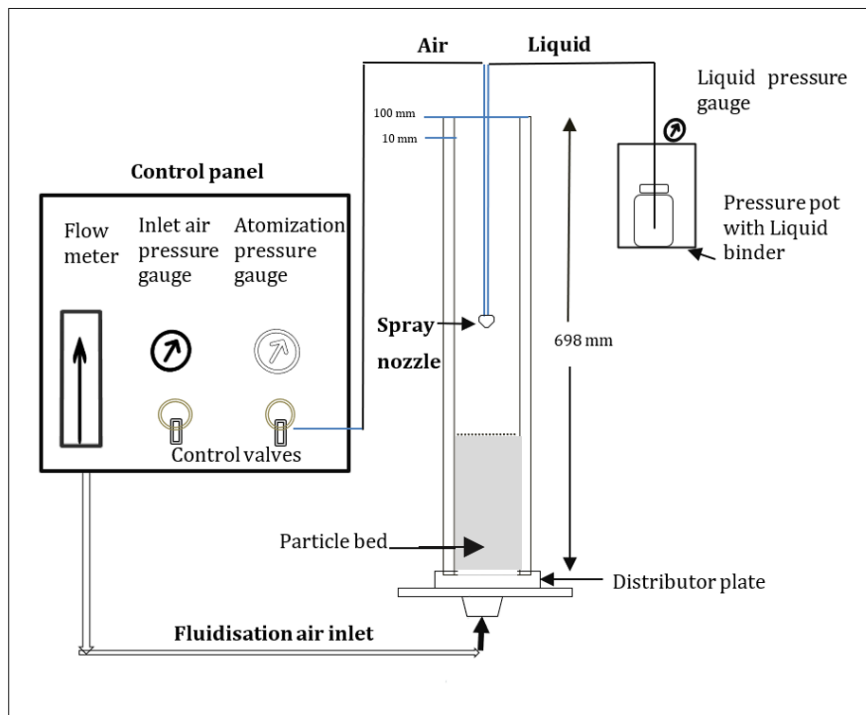 Air
Liquid
Liquid pressure
gauge
100 mm
10 mm
Control panel
Flow
meter
Inlet air
pressure
gauge
Atomization
pressure
gauge
Pressure pot
with Liquid
binder
Spray
nozzle
698 mm
Control valves
Particle bed
Distributor plate
Fluidisation air inlet